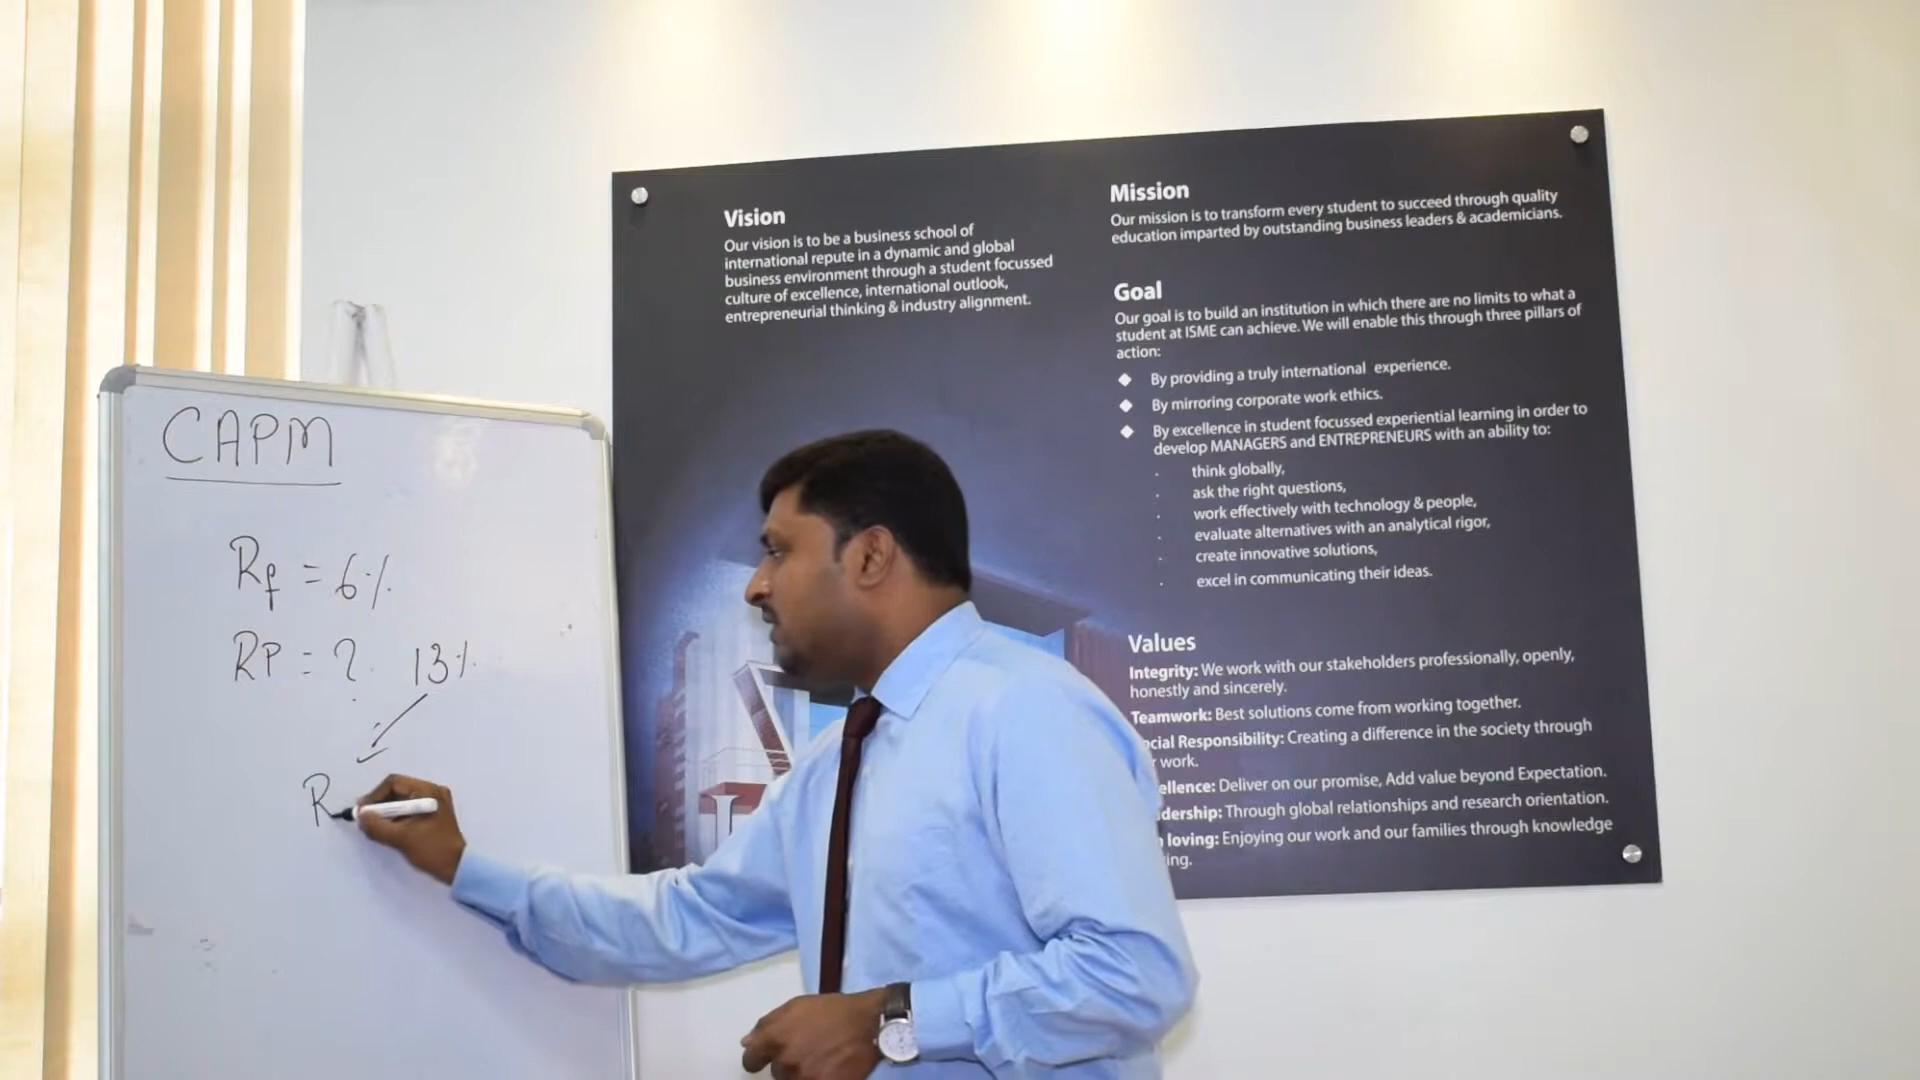 CAPM
Rf = 6%
RP = ? 13%
R
Vision
Our vision is to be a business school of
international repute in a dynamic and global
business environment through a student focussed
culture of excellence, international outlook,
entrepreneurial thinking & industry alignment.
Mission
Our mission is to transform every student to succeed through quality
education imparted by outstanding business leaders & academicians.
Goal
Our goal is to build an institution in which there are no limits to what a
student at ISME can achieve. We will enable this through three pillars of
action:
By providing a truly international experience.
By mirroring corporate work ethics.
By excellence in student focussed experiential learning in order to
develop MANAGERS and ENTREPRENEURS with an ability to:
think globally,
ask the right questions,
work effectively with technology & people,
evaluate alternatives with an analytical rigor,
create innovative solutions,
excel in communicating their ideas.
Values
Integrity: We work with our stakeholders professionally, openly,
honestly and sincerely.
Teamwork: Best solutions come from working together.
cial Responsibility: Creating a difference in the society through
r work.
ellence: Deliver on our promise, Add value beyond Expectation.
dership: Through global relationships and research orientation.
loving: Enjoying our work and our families through knowledge
ing.